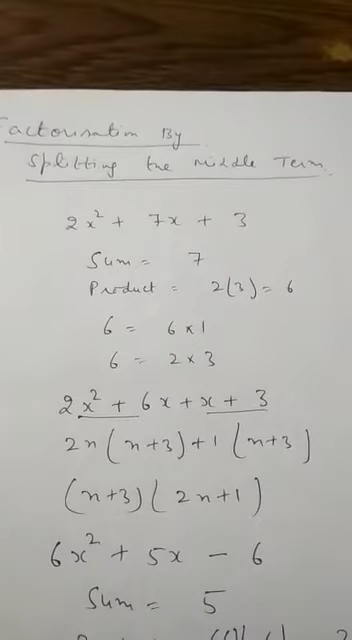 Factorisation By
Splitting the Middle Term
2x² + 7x + 3
Sum = 7
Product = 2(3) = 6
6 = 6 × 1
6 = 2 × 3
2x² + 6x + x + 3
2x(x+3)+1(x+3)
(x+3)(2x+1)
6x² + 5x - 6
Sum = 5